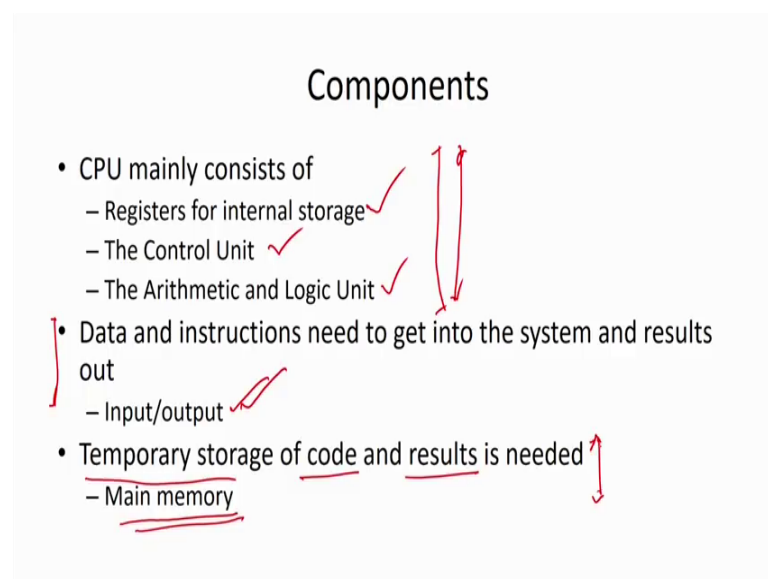 Components
• CPU mainly consists of
– Registers for internal storage
– The Control Unit
– The Arithmetic and Logic Unit
• Data and instructions need to get into the system and results
out
– Input/output
• Temporary storage of code and results is needed
– Main memory